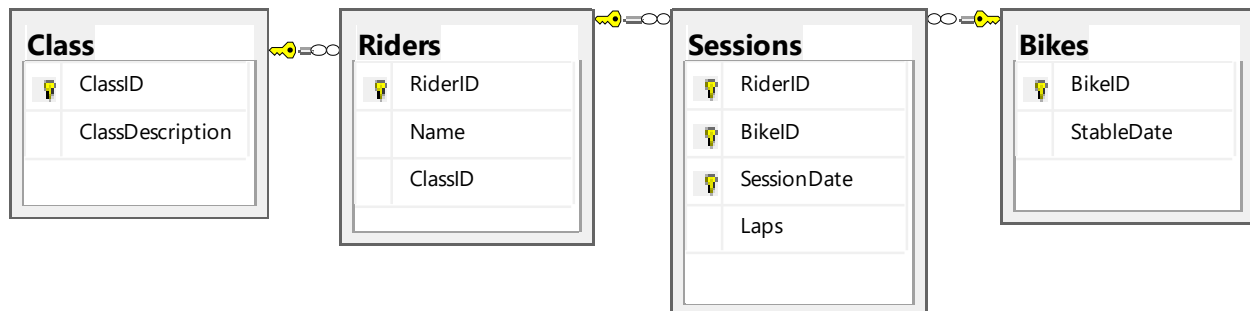 Class
ClassID
ClassDescription
Riders
RiderID
Name
ClassID
Sessions
RiderID
BikeID
SessionDate
Laps
Bikes
BikeID
StableDate